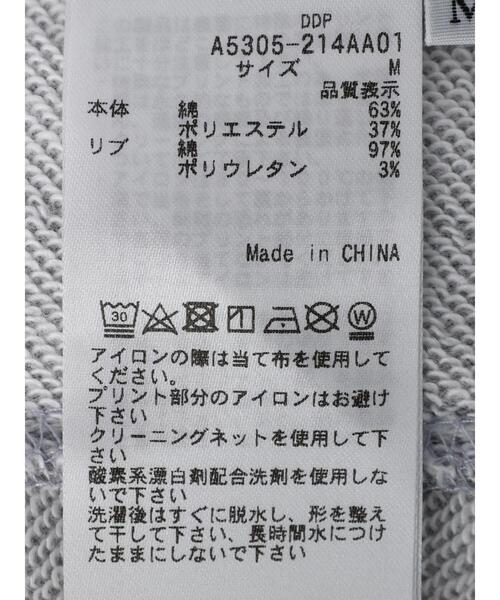 M
DDP
A5305-214AA01
サイズ M
品質表示
本体 綿 63%
ポリエステル 37%
リブ 綿 97%
ポリウレタン 3%
Made in CHINA
30 W
アイロンの際は当て布を使用して
ください。
プリント部分のアイロンはお避け
下さい
クリーニングネットを使用して下
さい
酸素系漂白剤配合洗剤を使用しな
いで下さい
洗濯後はすぐに脱水し、形を整え
て干して下さい、長時間水につけ
たままにしないで下さい